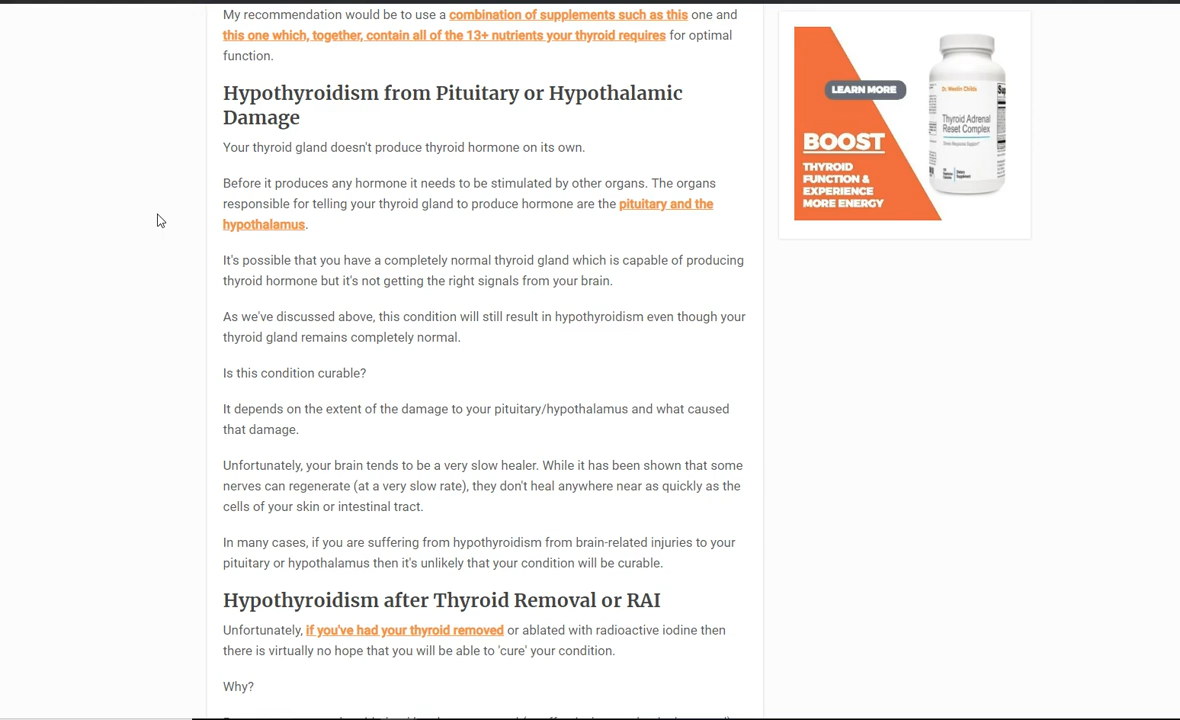 My recommendation would be to use a combination of supplements such as this one and
this one which, together, contain all of the 13+ nutrients your thyroid requires for optimal
function.
Hypothyroidism from Pituitary or Hypothalamic
Damage
Your thyroid gland doesn't produce thyroid hormone on its own.
Before it produces any hormone it needs to be stimulated by other organs. The organs
responsible for telling your thyroid gland to produce hormone are the pituitary and the
hypothalamus.
It's possible that you have a completely normal thyroid gland which is capable of producing
thyroid hormone but it's not getting the right signals from your brain.
As we've discussed above, this condition will still result in hypothyroidism even though your
thyroid gland remains completely normal.
Is this condition curable?
It depends on the extent of the damage to your pituitary/hypothalamus and what caused
that damage.
Unfortunately, your brain tends to be a very slow healer. While it has been shown that some
nerves can regenerate (at a very slow rate), they don't heal anywhere near as quickly as the
cells of your skin or intestinal tract.
In many cases, if you are suffering from hypothyroidism from brain-related injuries to your
pituitary or hypothalamus then it's unlikely that your condition will be curable.
Hypothyroidism after Thyroid Removal or RAI
Unfortunately, if you've had your thyroid removed or ablated with radioactive iodine then
there is virtually no hope that you will be able to 'cure' your condition.
Why?
LEARN MORE
BOOST
THYROID
FUNCTION &
EXPERIENCE
MORE ENERGY
Dr. Westin Childs
Thyroid Adrenal
Reset Complex